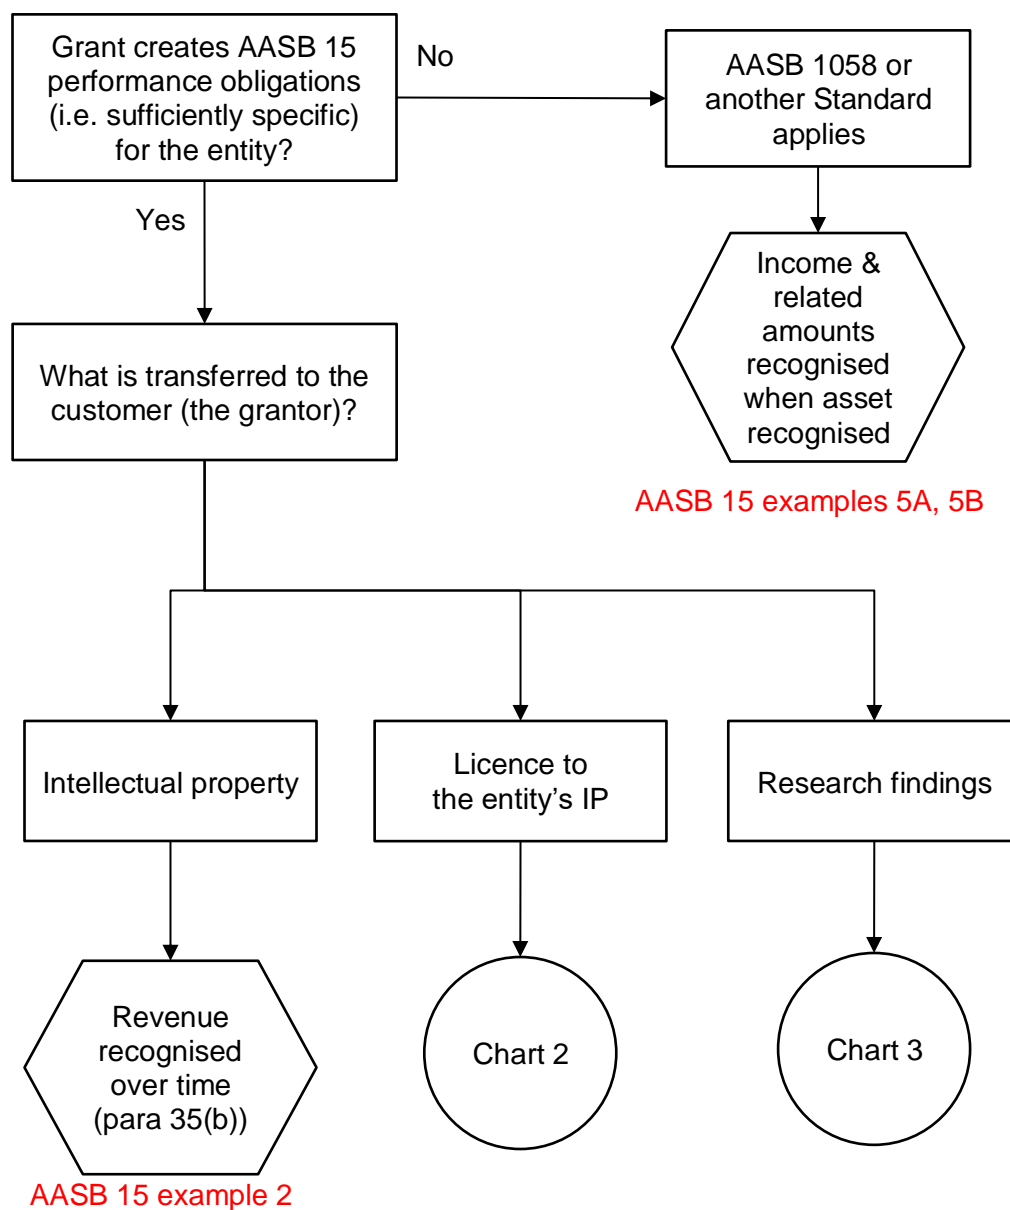 Grant creates AASB 15
performance obligations
(i.e. sufficiently specific)
for the entity?
No
AASB 1058 or
another Standard
applies
Yes
Income &
related
amounts
recognised
when asset
recognised
What is transferred to the
customer (the grantor)?
AASB 15 examples 5A, 5B
Intellectual property
Licence to
the entity's IP
Research findings
Revenue
recognised
over time
(para 35(b))
Chart 2
Chart 3
AASB 15 example 2